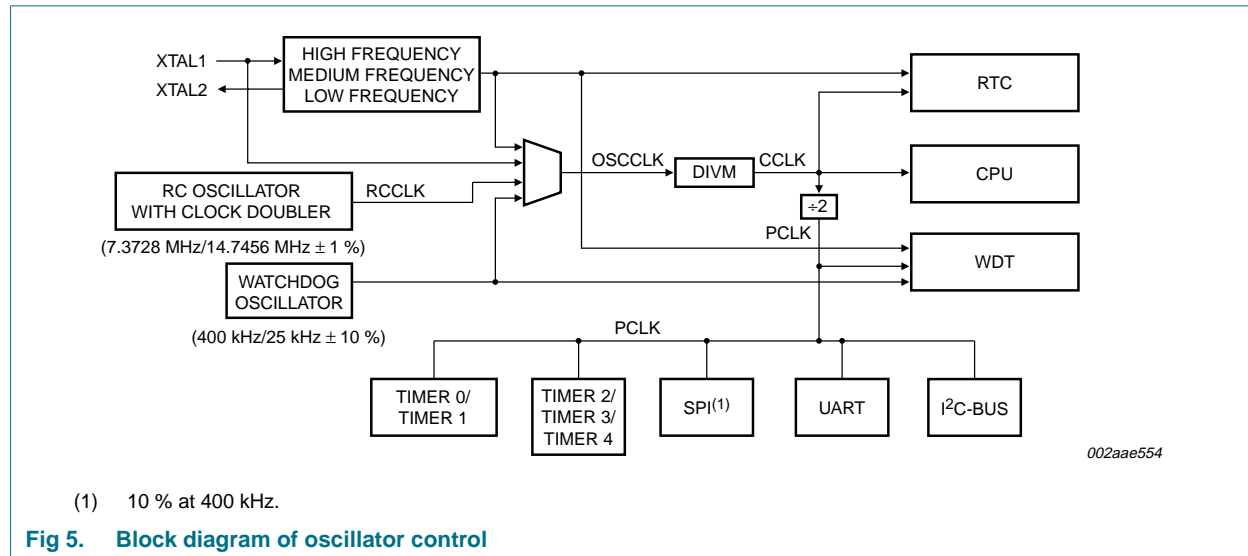 XTAL1
XTAL2
HIGH FREQUENCY
MEDIUM FREQUENCY
LOW FREQUENCY
RTC
OSCCLK
DIVM
CCLK
CPU
RC OSCILLATOR
WITH CLOCK DOUBLER
RCCLK
(7.3728 MHz/14.7456 MHz ± 1 %)
÷2
PCLK
WDT
WATCHDOG
OSCILLATOR
(400 kHz/25 kHz ± 10 %)
PCLK
TIMER 0/
TIMER 1
TIMER 2/
TIMER 3/
TIMER 4
SPI(1)
UART
I2C-BUS
002aae554
(1) 10 % at 400 kHz.
Fig 5. Block diagram of oscillator control